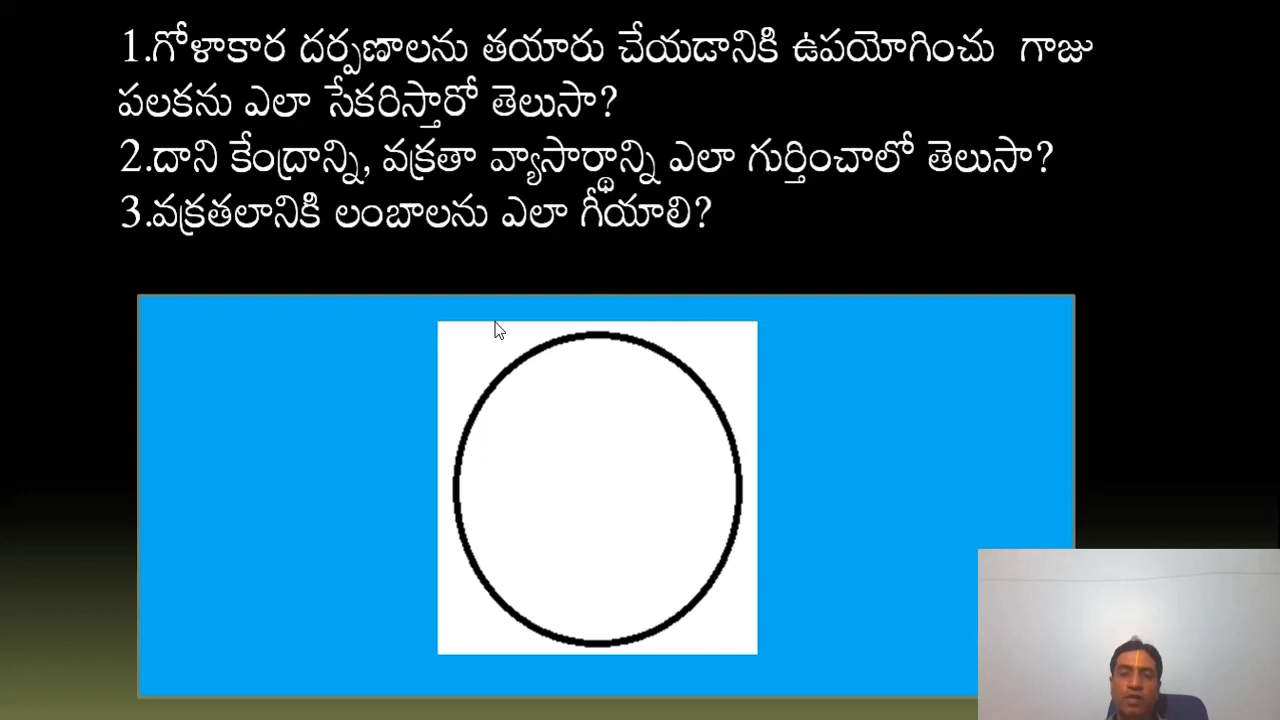 1.గోళాకార దర్పణాలను తయారు చేయడానికి ఉపయోగించు గాజు
పలకను ఎలా సేకరిస్తారో తెలుసా?
2.దాని కేంద్రాన్ని, వక్రతా వ్యాసార్థాన్ని ఎలా గుర్తించాలో తెలుసా?
3.వక్రతలానికి లంబాలను ఎలా గీయాలి?